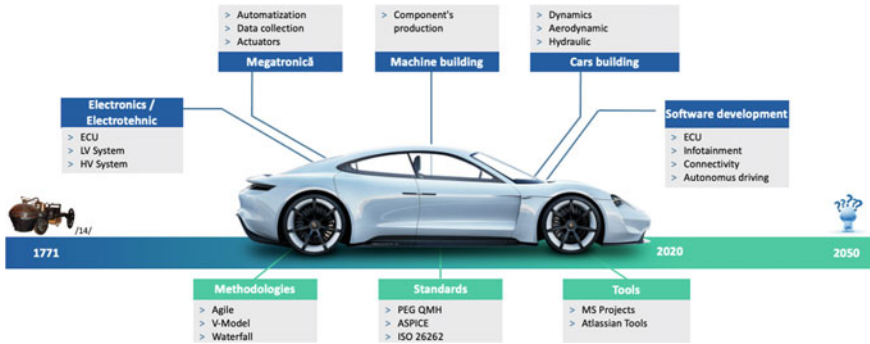 > Automatization
> Data collection
> Actuators
Megatronică
> Component's
production
Machine building
> Dynamics
> Aerodynamic
> Hydraulic
Cars building
Electronics /
Electrotehnic
> ECU
> LV System
> HV System
Software development
> ECU
> Infotainment
> Connectivity
> Autonomus driving
/14/
????
1771
2020
2050
Methodologies
> Agile
> V-Model
> Waterfall
Standards
> PEG QMH
> ASPICE
> ISO 26262
Tools
> MS Projects
> Atlassian Tools